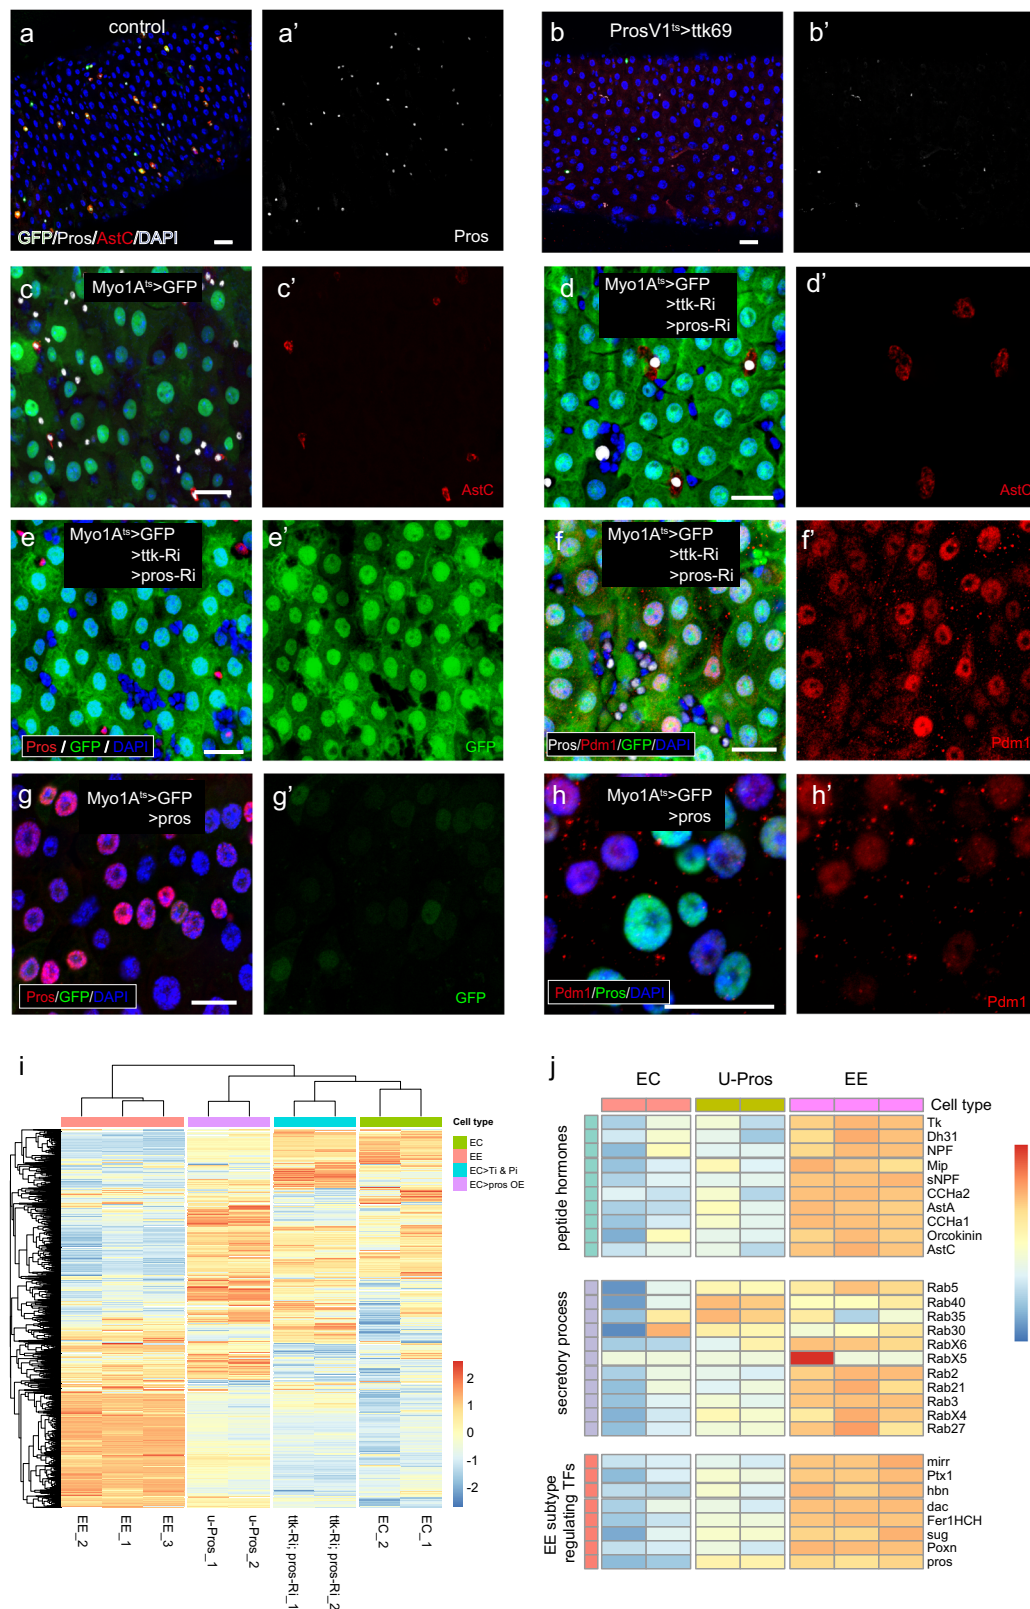 a
control
GFP/Pros/AstC/DAPI
a'
Pros
b
ProsV1ts>ttk69
b'
c
Myo1Ats>GFP
c'
AstC
d
Myo1Ats>GFP
>ttk-Ri
>pros-Ri
d'
AstC
e
Myo1Ats>GFP
>ttk-Ri
>pros-Ri
Pros / GFP / DAPI
e'
GFP
f
Myo1Ats>GFP
>ttk-Ri
>pros-Ri
Pros/Pdm1/GFP/DAPI
f'
Pdm1
g
Myo1Ats>GFP
>pros
Pros/GFP/DAPI
g'
GFP
h
Myo1Ats>GFP
>pros
Pdm1/Pros/DAPI
h'
Pdm1
i
Cell type
EC
EE
EC>Ti & Pi
EC>pros OE
2
1
0
-1
-2
EE_2
EE_1
EE_3
u-Pros_1
u-Pros_2
ttk-Ri; pros-Ri_1
ttk-Ri; pros-Ri_2
EC_2
EC_1
j
EC
U-Pros
EE
Cell type
peptide hormones
Tk
Dh31
NPF
Mip
sNPF
CCHa2
AstA
CCHa1
Orcokinin
AstC
secretory process
Rab5
Rab40
Rab35
Rab30
RabX6
RabX5
Rab2
Rab21
Rab3
RabX4
Rab27
EE subtype
regulating TFs
mirr
Ptx1
hbn
dac
Fer1HCH
sug
Poxn
pros